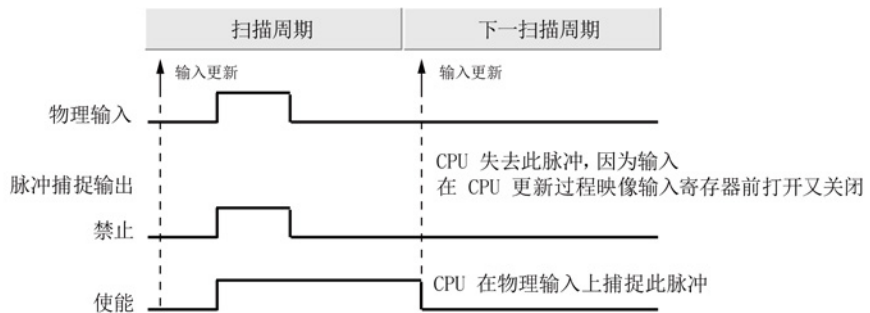 扫描周期
下一扫描周期
输入更新
输入更新
物理输入
脉冲捕捉输出
CPU 失去此脉冲，因为输入
在 CPU 更新过程映像输入寄存器前打开又关闭
禁止
使能
CPU 在物理输入上捕捉此脉冲